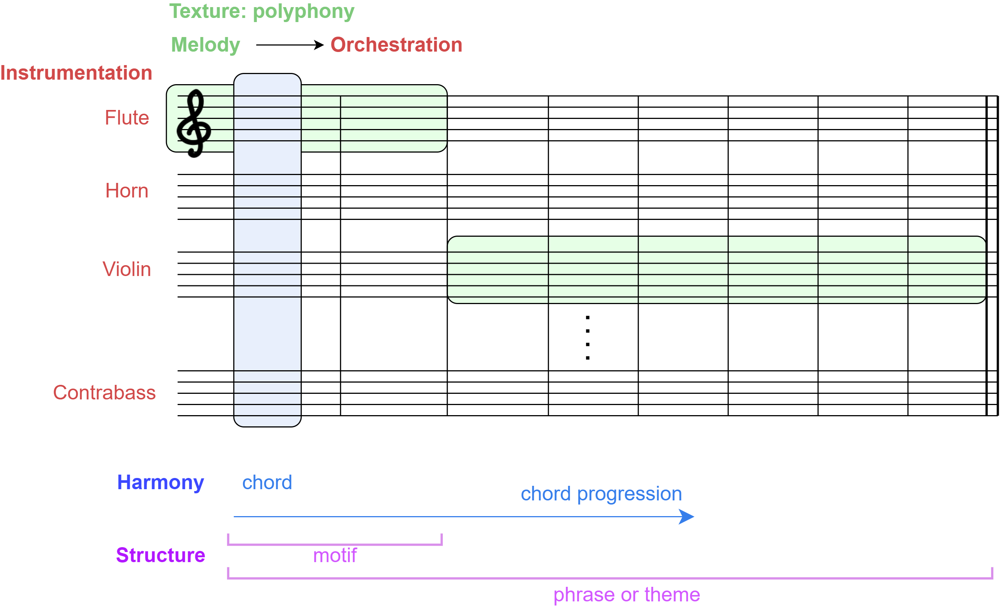 Texture: polyphony
Melody
Orchestration
Instrumentation
Flute
Horn
Violin
Contrabass
Harmony
chord
chord progression
Structure
motif
phrase or theme